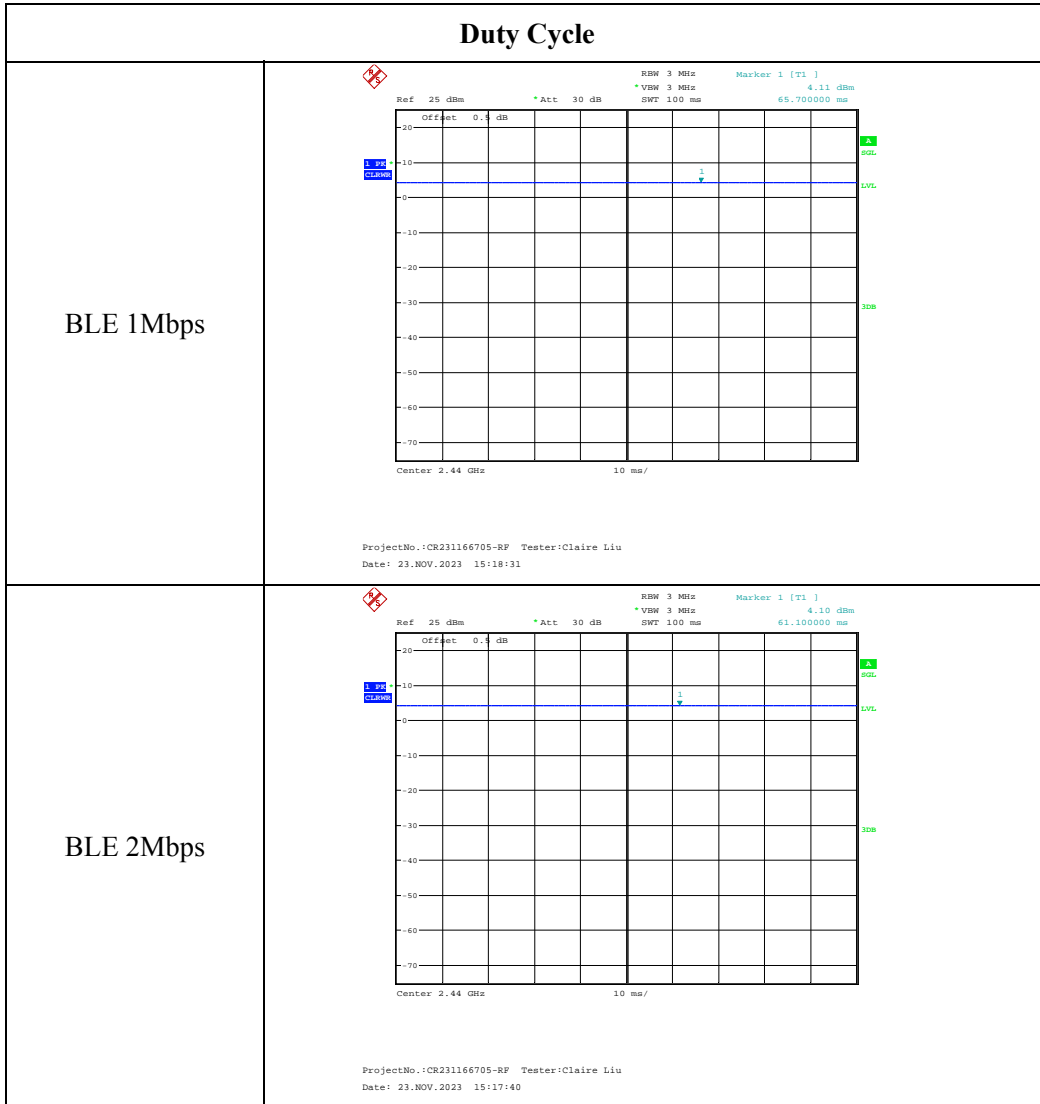 Duty Cycle
BLE 1Mbps
R S
RBW 3 MHz Marker 1 [T1 ]
*VBW 3 MHz 4.11 dBm
Ref 25 dBm *Att 30 dB SWT 100 ms 65.700000 ms
Offset 0.5 dB
20
A
SGL
1 PK * 10
CLRWR
1
LVL
0
-10
-20
-30
3DB
-40
-50
-60
-70
Center 2.44 GHz 10 ms/
ProjectNo.:CR231166705-RF Tester:Claire Liu
Date: 23.NOV.2023 15:18:31
BLE 2Mbps
R S
RBW 3 MHz Marker 1 [T1 ]
*VBW 3 MHz 4.10 dBm
Ref 25 dBm *Att 30 dB SWT 100 ms 61.100000 ms
Offset 0.5 dB
20
A
SGL
1 PK * 10
CLRWR
1
LVL
0
-10
-20
-30
3DB
-40
-50
-60
-70
Center 2.44 GHz 10 ms/
ProjectNo.:CR231166705-RF Tester:Claire Liu
Date: 23.NOV.2023 15:17:40